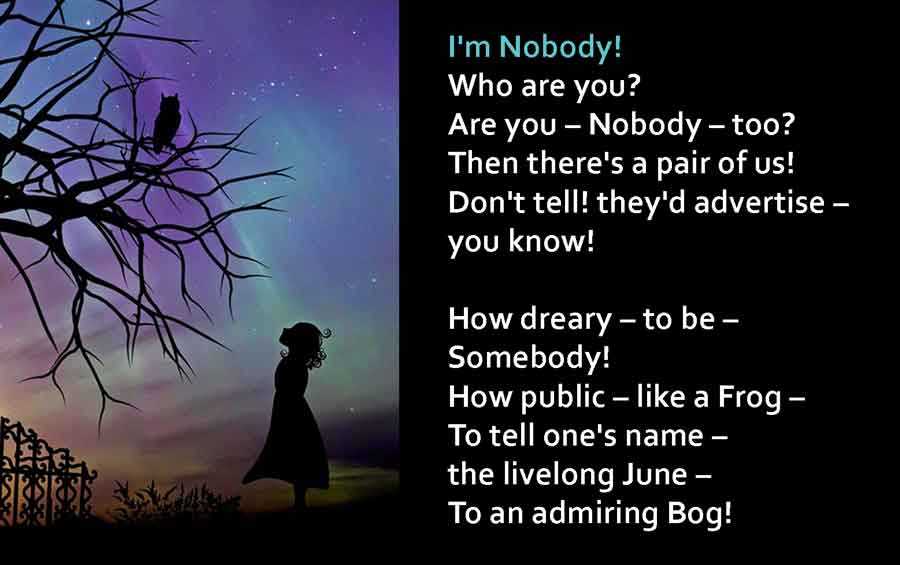 I'm Nobody!
Who are you?
Are you – Nobody – too?
Then there's a pair of us!
Don't tell! they'd advertise –
you know!

How dreary – to be –
Somebody!
How public – like a Frog –
To tell one's name –
the livelong June –
To an admiring Bog!